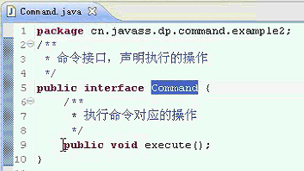 Command.java
1 package cn.javass.dp.command.example2;
2 /**
3 * 命令接口，声明执行的操作
4 */
5 public interface Command {
6 /**
7 * 执行命令对应的操作
8 */
9 public void execute();
10 }